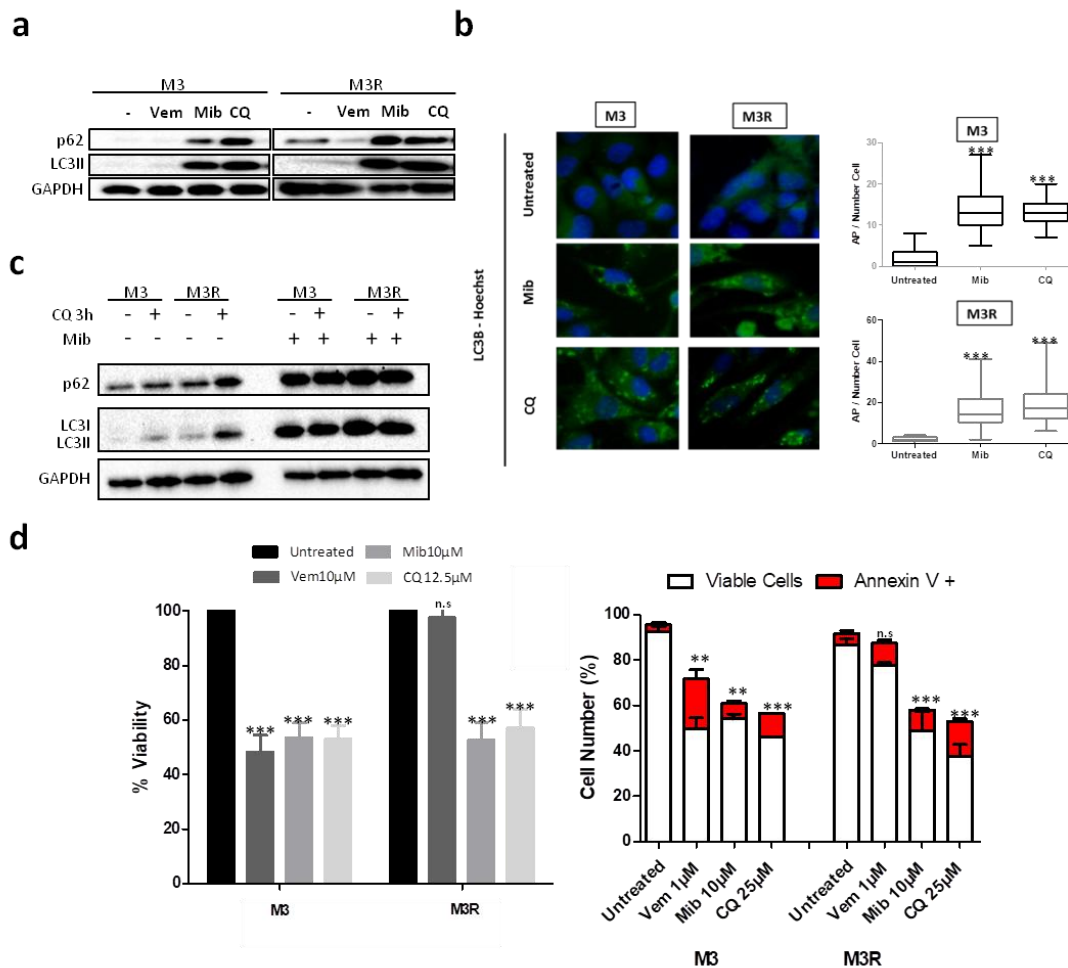 a
M3 M3R
- Vem Mib CQ - Vem Mib CQ
p62
LC3II
GAPDH
b
M3 M3R
Untreated
Mib
CQ
LC3B - Hoechst
M3
***
***
AP / Number Cell
30
20
10
0
Untreated Mib CQ
M3R
***
***
AP / Number Cell
60
40
20
0
Untreated Mib CQ
c
M3 M3R M3 M3R
CQ 3h - + - + - + - +
Mib - - - - + + + +
p62
LC3I
LC3II
GAPDH
d
Untreated Mib10μM
Vem10μM CQ 12.5μM
% Viability
100
80
60
40
20
0
*** *** ***
n.s
*** ***
M3 M3R
Viable Cells Annexin V +
Cell Number (%)
100
80
60
40
20
0
** ** ***
n.s
*** ***
Untreated Vem 1μM Mib 10μM CQ 25μM Untreated Vem 1μM Mib 10μM CQ 25μM
M3 M3R